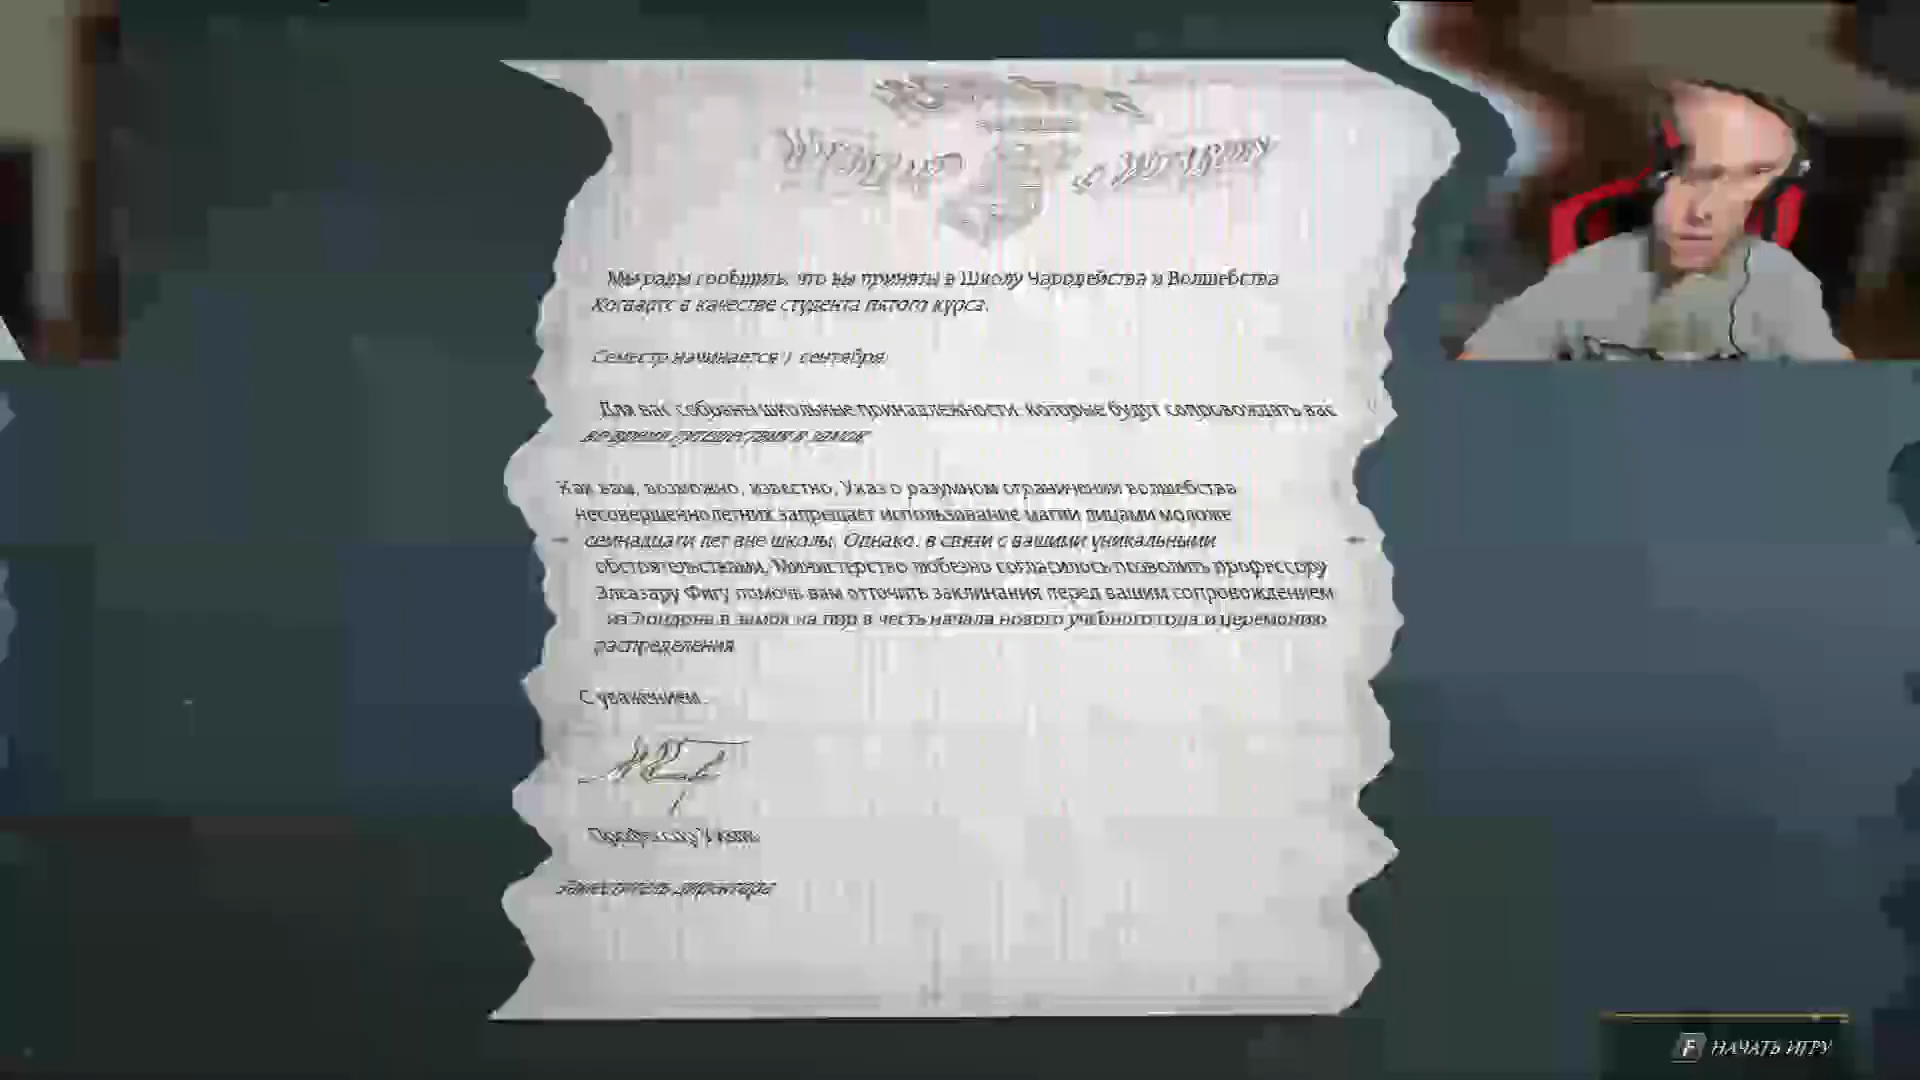 Мы рады сообщить, что вы приняты в Школу Чародейства и Волшебства
Хогвартс в качестве студента пятого курса.
Семестр начинается 1 сентября
Для вас собраны школьные принадлежности, которые будут сопровождать вас
во время путешествия в замок
Как вам, возможно, известно, Указ о разумном ограничении волшебства
несовершеннолетних запрещает использование магии лицами моложе
семнадцати лет вне школы. Однако, в связи с вашими уникальными
обстоятельствами, Министерство любезно согласилось позволить профессору
Элеазару Фигу помочь вам отточить заклинания перед вашим сопровождением
из Лондона в замок на пир в честь начала нового учебного года и церемонию
распределения
С уважением,
Профессор
Заместитель директора
F НАЧАТЬ ИГРУ